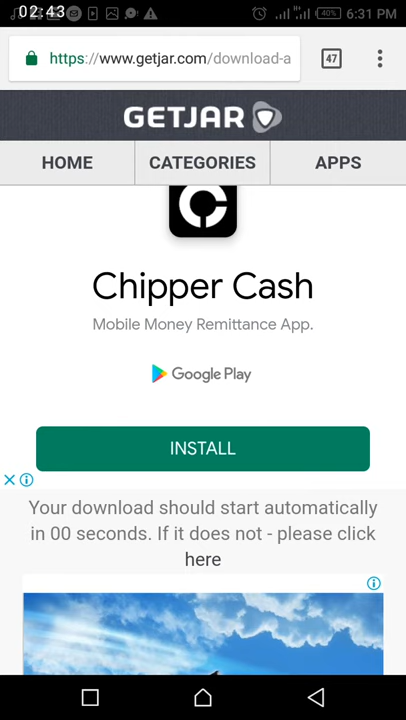 02:43
40% 6:31 PM
https://www.getjar.com/download-a
47
GETJAR
HOME CATEGORIES APPS
Chipper Cash
Mobile Money Remittance App.
Google Play
INSTALL
Your download should start automatically
in 00 seconds. If it does not - please click
here